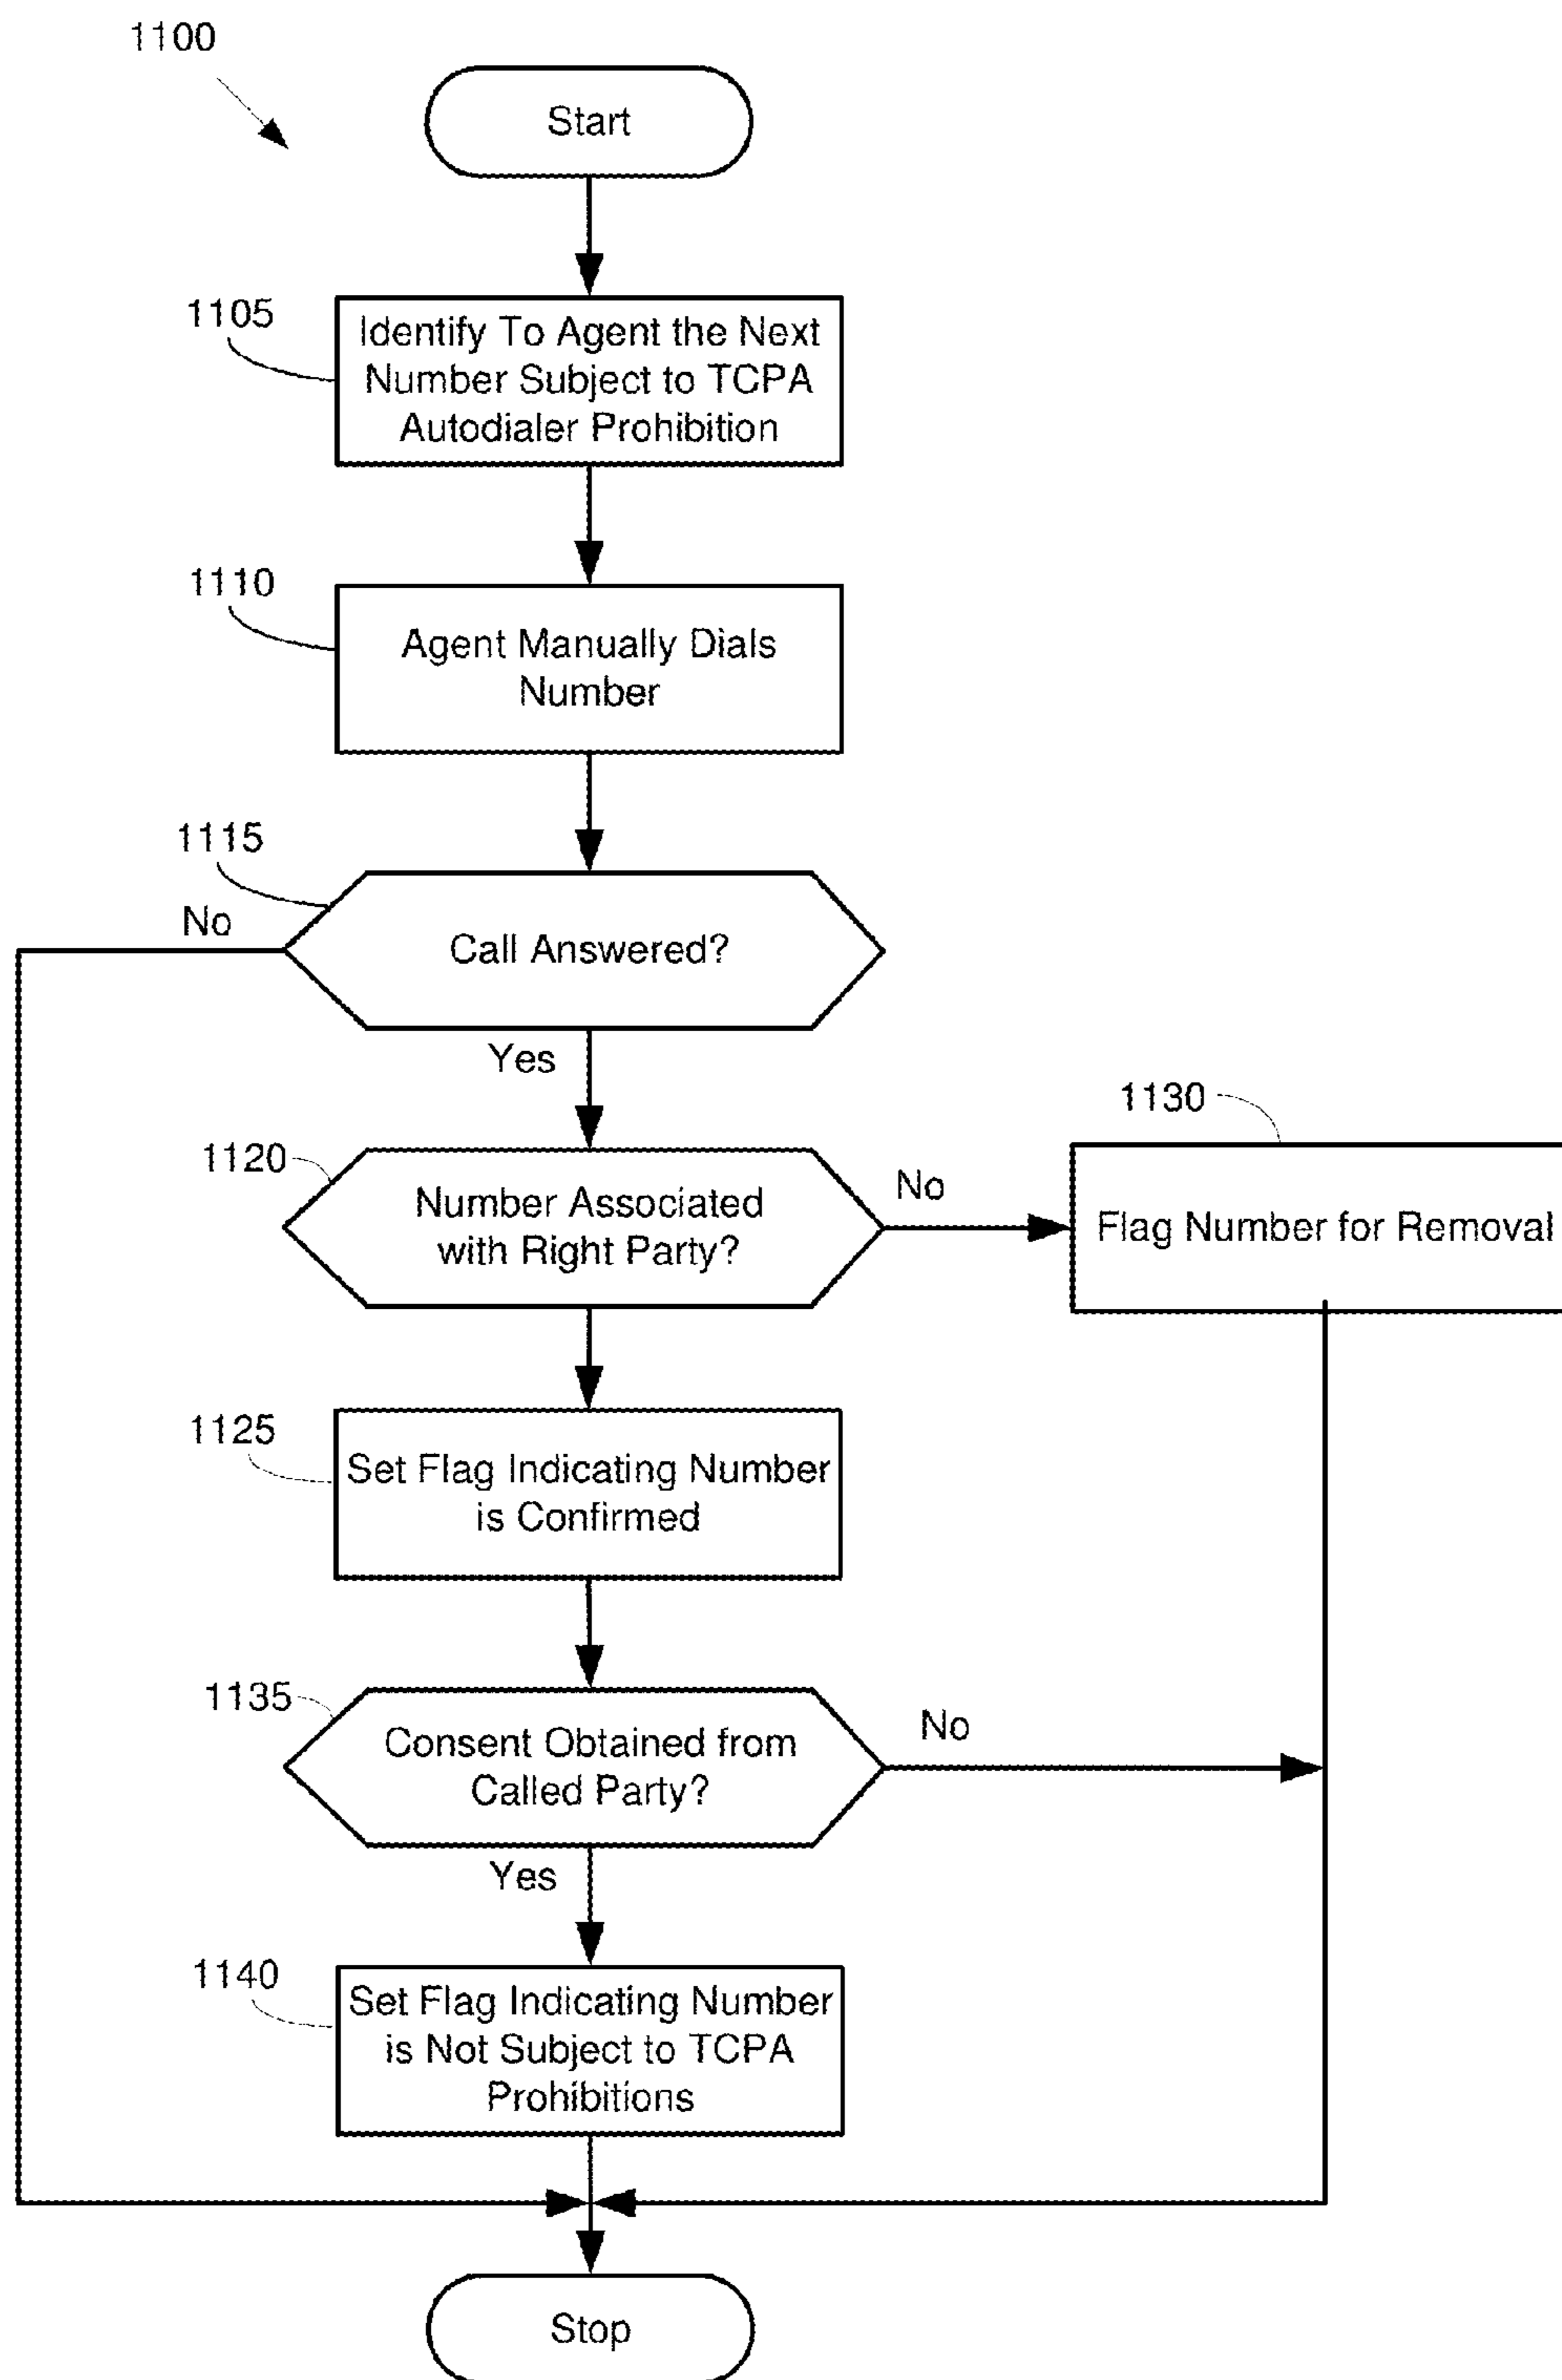 1100
Start
1105
Identify To Agent the Next
Number Subject to TCPA
Autodialer Prohibition
1110
Agent Manually Dials
Number
1115
No
Call Answered?
Yes
1130
1120
Number Associated
with Right Party?
No
Flag Number for Removal
1125
Set Flag Indicating Number
is Confirmed
1135
Consent Obtained from
Called Party?
No
Yes
1140
Set Flag Indicating Number
is Not Subject to TCPA
Prohibitions
Stop